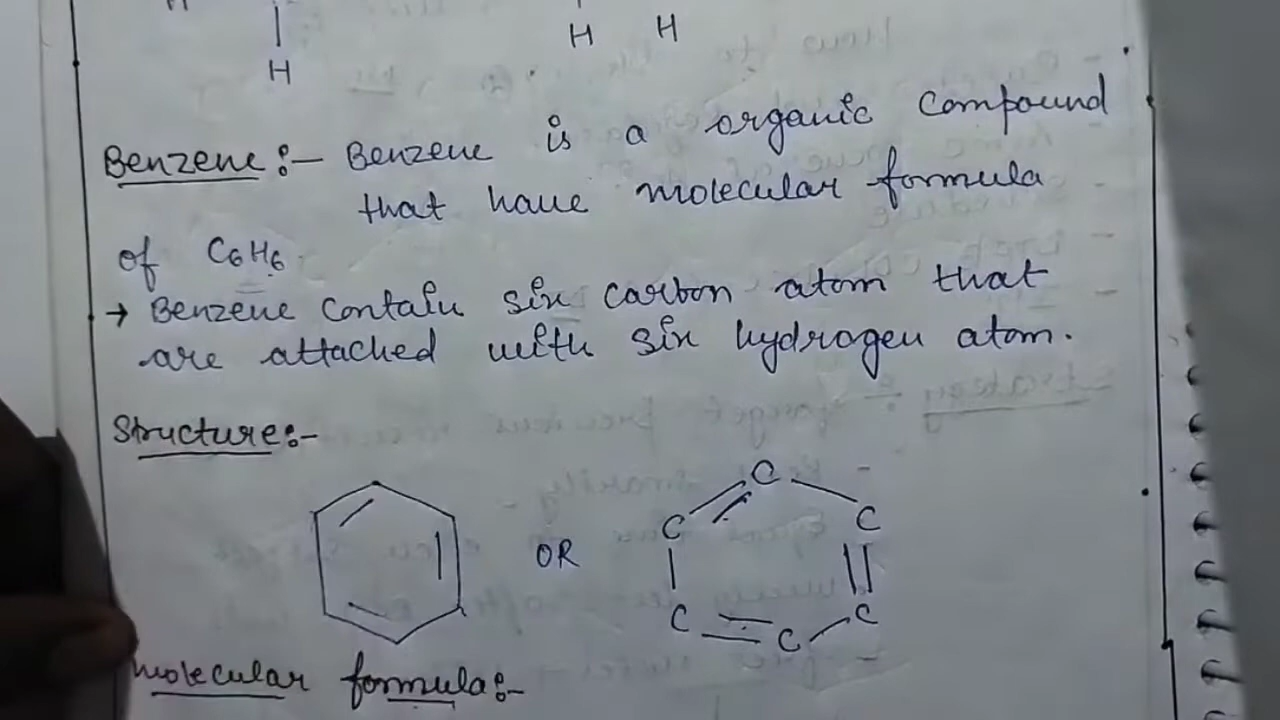 H
H H
H
Benzene :- Benzene is a organic compound
that have molecular formula
of C6H6.
→ Benzene contain six carbon atom that
are attached with six hydrogen atom.
Structure:-
C
C C
OR
C C
C
molecular formula:-